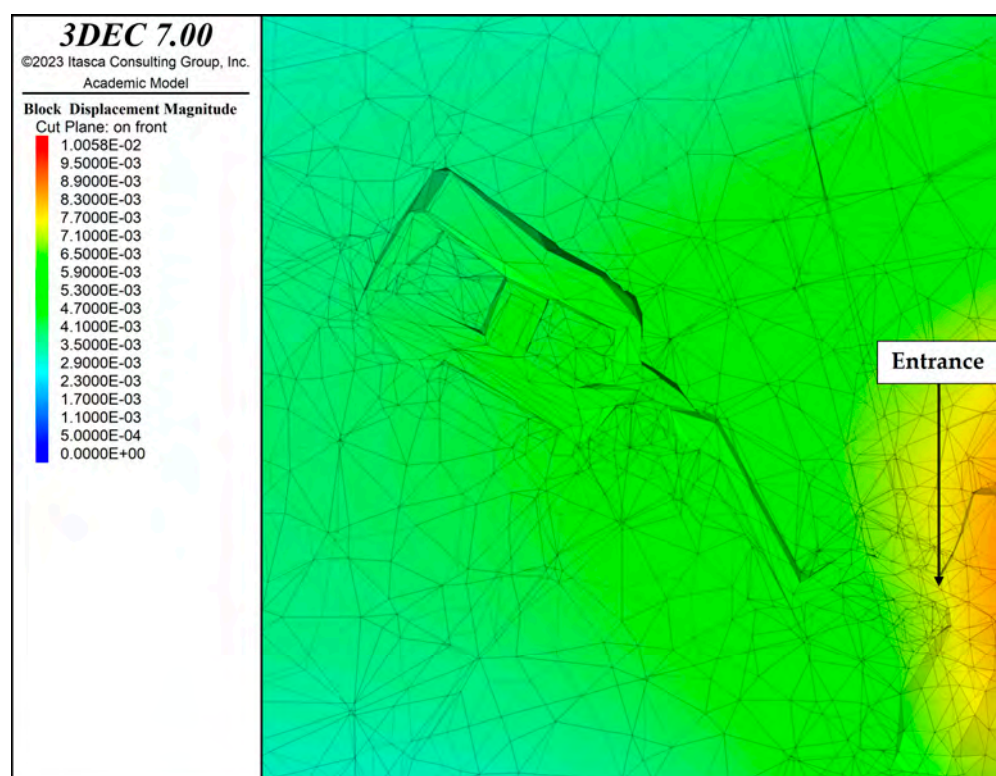 3DEC 7.00
©2023 Itasca Consulting Group, Inc.
Academic Model
Block Displacement Magnitude
Cut Plane: on front
1.0058E-02
9.5000E-03
8.9000E-03
8.3000E-03
7.7000E-03
7.1000E-03
6.5000E-03
5.9000E-03
5.3000E-03
4.7000E-03
4.1000E-03
3.5000E-03
2.9000E-03
2.3000E-03
1.7000E-03
1.1000E-03
5.0000E-04
0.0000E+00
Entrance